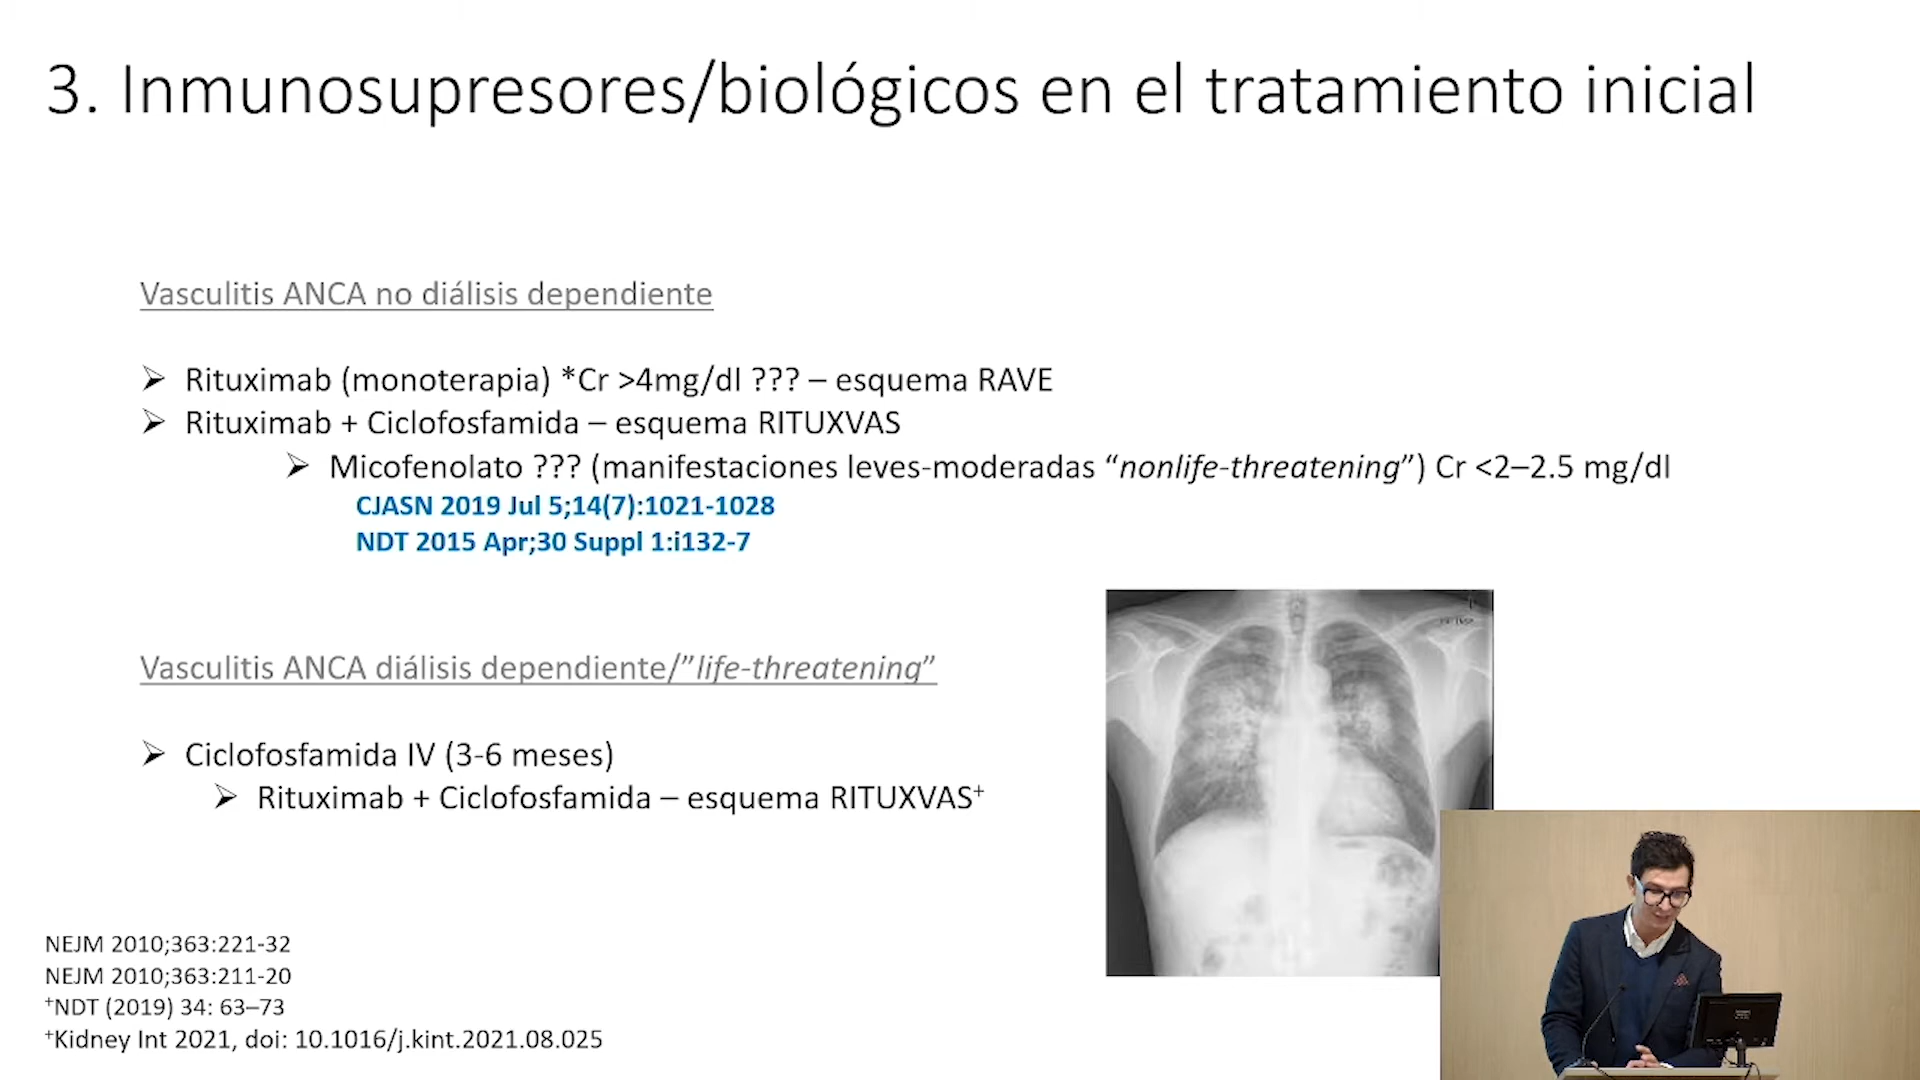 3. Inmunosupresores/biológicos en el tratamiento inicial
Vasculitis ANCA no diálisis dependiente
➢ Rituximab (monoterapia) *Cr >4mg/dl ??? – esquema RAVE
➢ Rituximab + Ciclofosfamida – esquema RITUXVAS
➢ Micofenolato ??? (manifestaciones leves-moderadas “nonlife-threatening”) Cr <2–2.5 mg/dl
CJASN 2019 Jul 5;14(7):1021-1028
NDT 2015 Apr;30 Suppl 1:i132-7
Vasculitis ANCA diálisis dependiente/”life-threatening”
➢ Ciclofosfamida IV (3-6 meses)
➢ Rituximab + Ciclofosfamida – esquema RITUXVAS⁺
NEJM 2010;363:221-32
NEJM 2010;363:211-20
⁺NDT (2019) 34: 63–73
⁺Kidney Int 2021, doi: 10.1016/j.kint.2021.08.025